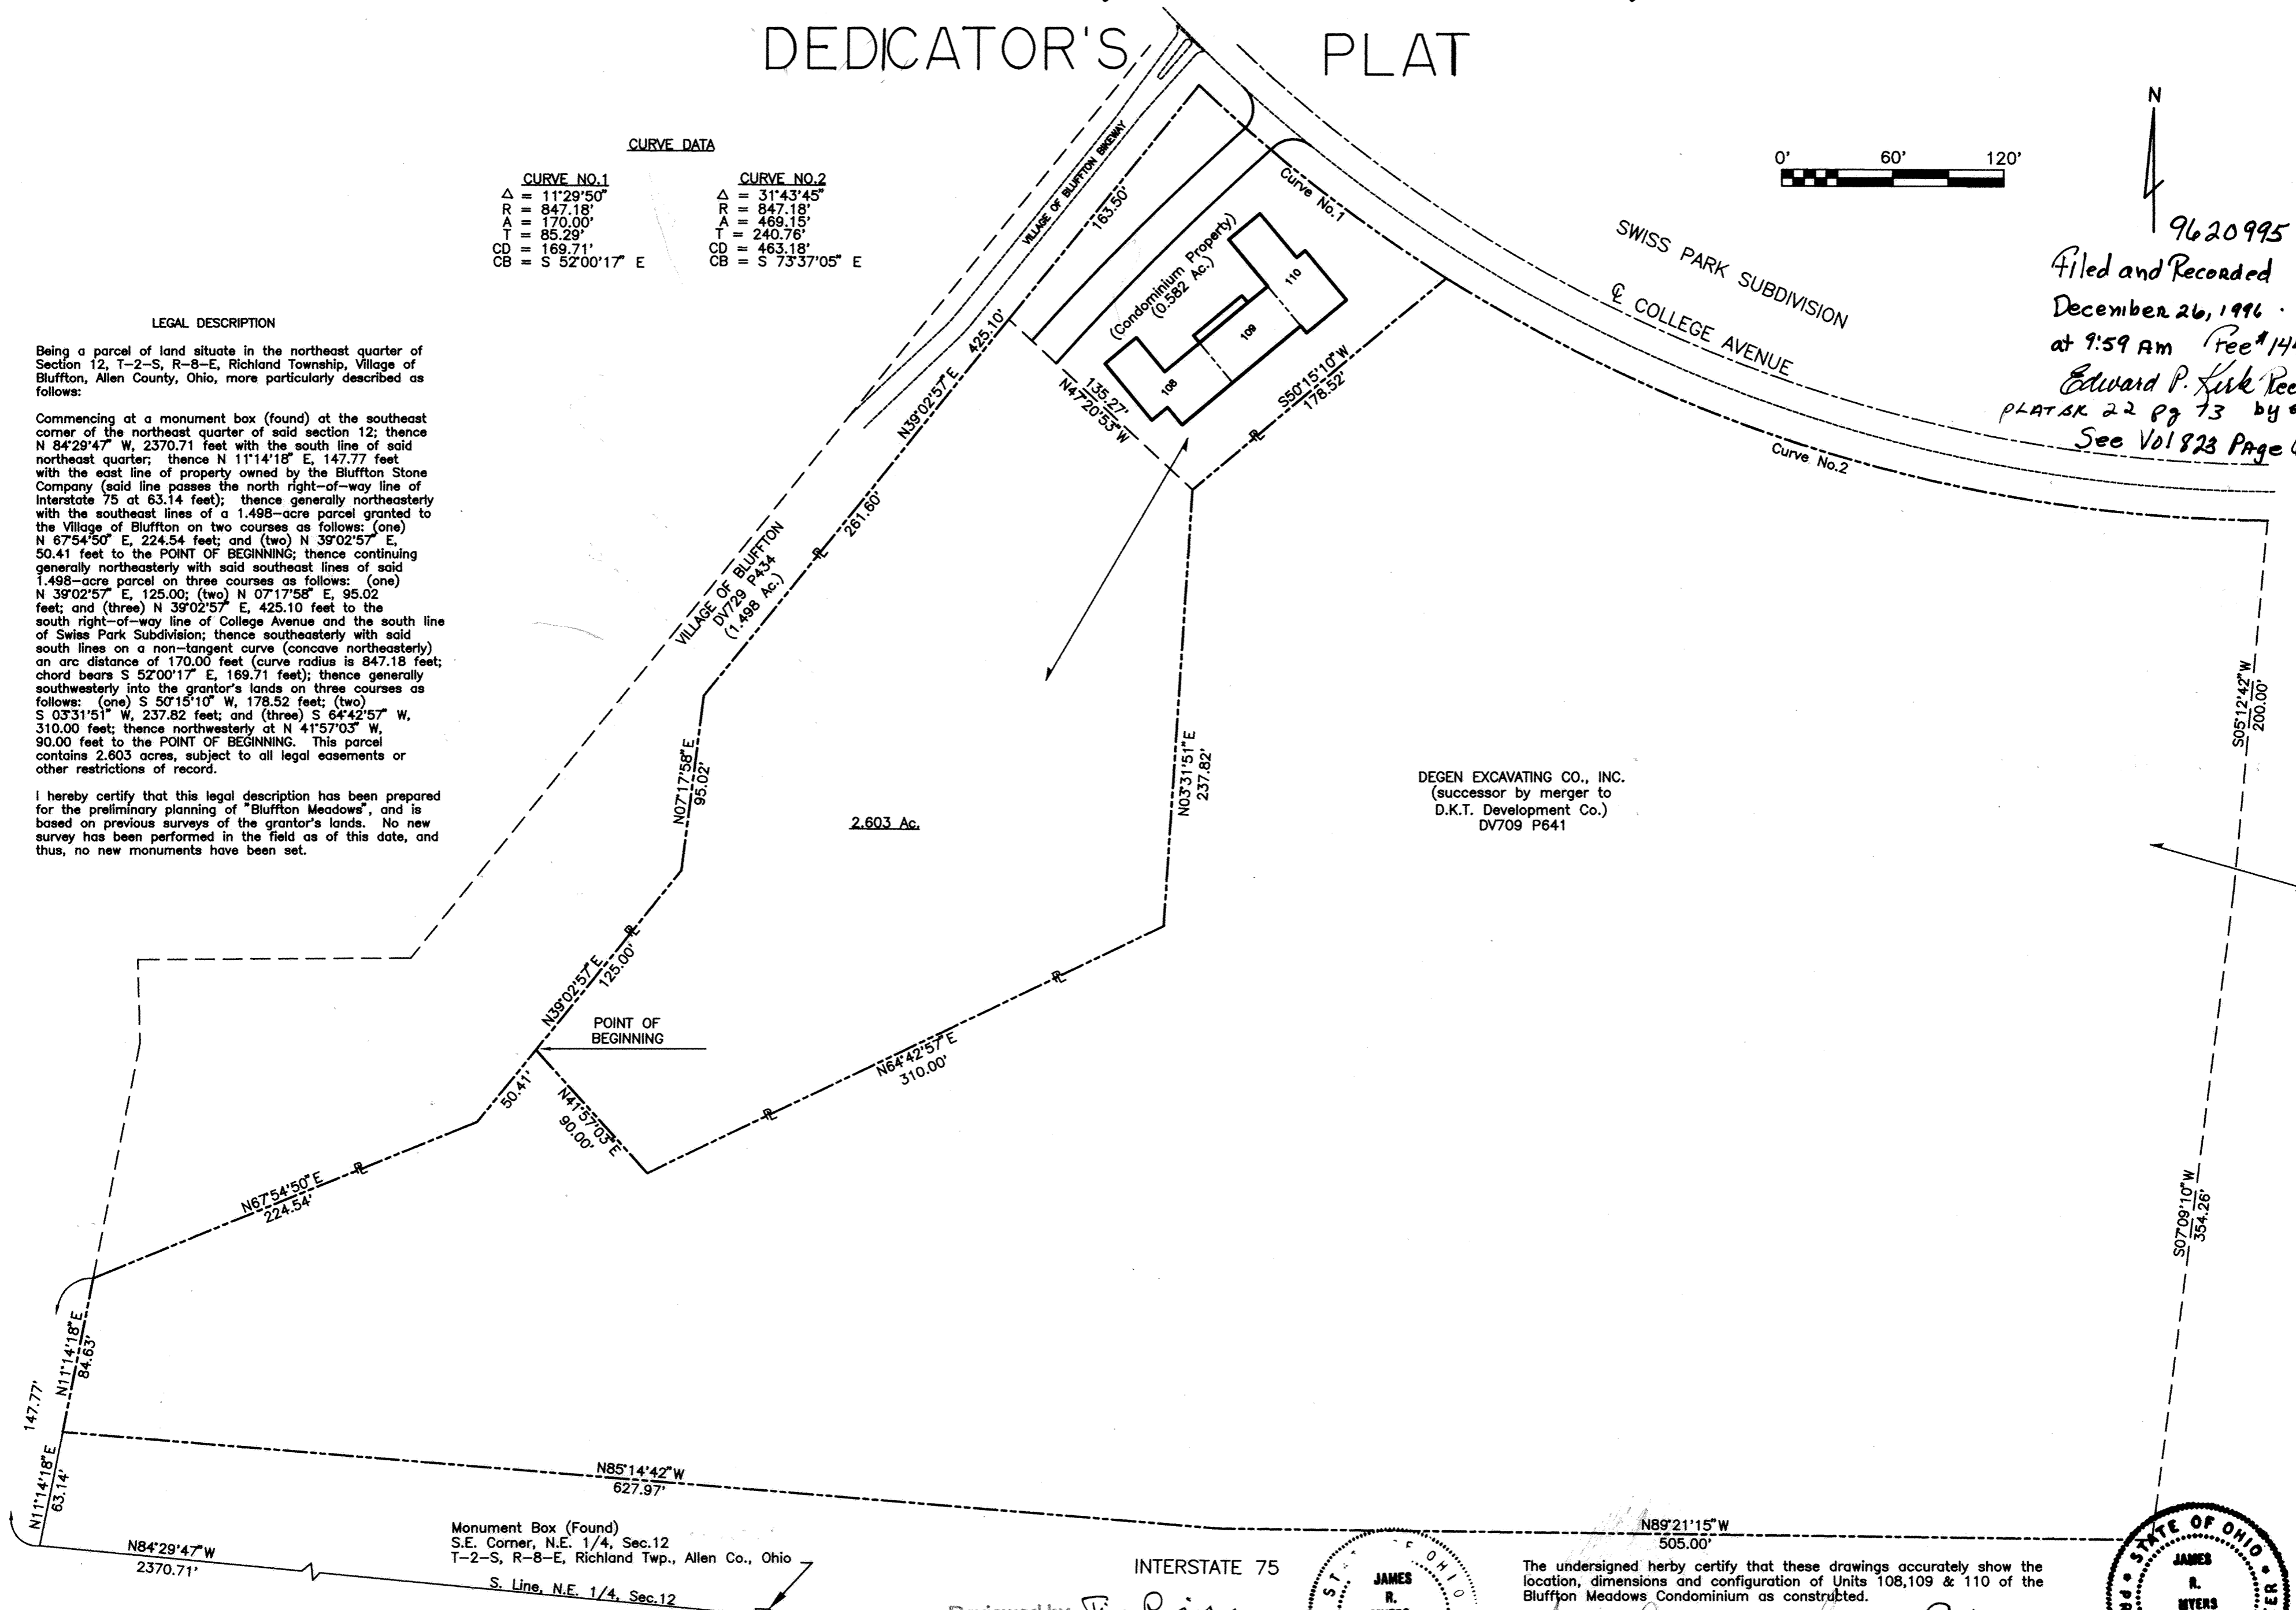 DEDICATOR'S PLAT
CURVE DATA
CURVE NO.1
Δ = 11°29'50"
R = 847.18'
A = 170.00'
T = 85.29'
CD = 169.71'
CB = S 52°00'17" E
CURVE NO.2
Δ = 31°43'45"
R = 847.18'
A = 469.15'
T = 240.76'
CD = 463.18'
CB = S 73°37'05" E
0' 60' 120'
N
9620995
Filed and Recorded
December 26, 1996
at 9:59 Am Fee $
Edward P. Kirk
PLAT BK 22 Pg 73 by
See Vol 823 Page
LEGAL DESCRIPTION
Being a parcel of land situate in the northeast quarter of
Section 12, T-2-S, R-8-E, Richland Township, Village of
Bluffton, Allen County, Ohio, more particularly described as
follows:
Commencing at a monument box (found) at the southeast
corner of the northeast quarter of said section 12; thence
N 84°29'47" W, 2370.71 feet with the south line of said
northeast quarter; thence N 11°14'18" E, 147.77 feet
with the east line of property owned by the Bluffton Stone
Company (said line passes the north right-of-way line of
Interstate 75 at 63.14 feet); thence generally northeasterly
with the southeast lines of a 1.498-acre parcel granted to
the Village of Bluffton on two courses as follows: (one)
N 67°54'50" E, 224.54 feet; and (two) N 39°02'57" E,
50.41 feet to the POINT OF BEGINNING; thence continuing
generally northeasterly with said southeast lines of said
1.498-acre parcel on three courses as follows: (one)
N 39°02'57" E, 125.00; (two) N 07°17'58" E, 95.02
feet; and (three) N 39°02'57" E, 425.10 feet to the
south right-of-way line of College Avenue and the south line
of Swiss Park Subdivision; thence southeasterly with said
south lines on a non-tangent curve (concave northeasterly)
an arc distance of 170.00 feet (curve radius is 847.18 feet;
chord bears S 52°00'17" E, 169.71 feet); thence generally
southwesterly into the grantor's lands on three courses as
follows: (one) S 50°15'10" W, 178.52 feet; (two)
S 03°31'51" W, 237.82 feet; and (three) S 64°42'57" W,
310.00 feet; thence northwesterly at N 41°57'03" W,
90.00 feet to the POINT OF BEGINNING. This parcel
contains 2.603 acres, subject to all legal easements or
other restrictions of record.
I hereby certify that this legal description has been prepared
for the preliminary planning of "Bluffton Meadows", and is
based on previous surveys of the grantor's lands. No new
survey has been performed in the field as of this date, and
thus, no new monuments have been set.
VILLAGE OF BLUFFTON BIKEWAY
163.50'
Curve No.1
(Condominium Property)
(0.582 Ac.)
110
109
108
SWISS PARK SUBDIVISION
℄ COLLEGE AVENUE
Curve No.2
425.10'
N39°02'57"E
261.60'
135.27'
N47°20'53"W
S50°15'10"W
178.52'
VILLAGE OF BLUFFTON
DV729 P434
(1.498 Ac.)
N07°17'58"E
95.02'
2.603 Ac.
N03°31'51"E
237.82'
DEGEN EXCAVATING CO., INC.
(successor by merger to
D.K.T. Development Co.)
DV709 P641
S05°12'42"W
200.00'
N39°02'57"E
125.00'
POINT OF
BEGINNING
50.41'
N41°57'03"E
90.00'
N64°42'57"E
310.00'
N67°54'50"E
224.54'
S07°09'10"W
354.26'
N11°14'18"E
84.63'
147.77'
N11°14'18"E
63.14'
N85°14'42"W
627.97'
N84°29'47"W
2370.71'
Monument Box (Found)
S.E. Corner, N.E. 1/4, Sec.12
T-2-S, R-8-E, Richland Twp., Allen Co., Ohio
S. Line, N.E. 1/4, Sec.12
INTERSTATE 75
N89°21'15"W
505.00'
The undersigned herby certify that these drawings accurately show the
location, dimensions and configuration of Units 108,109 & 110 of the
Bluffton Meadows Condominium as constructed.
Reviewed by
OHIO
JAMES
R.
STATE OF OHIO
JAMES
R.
MYERS